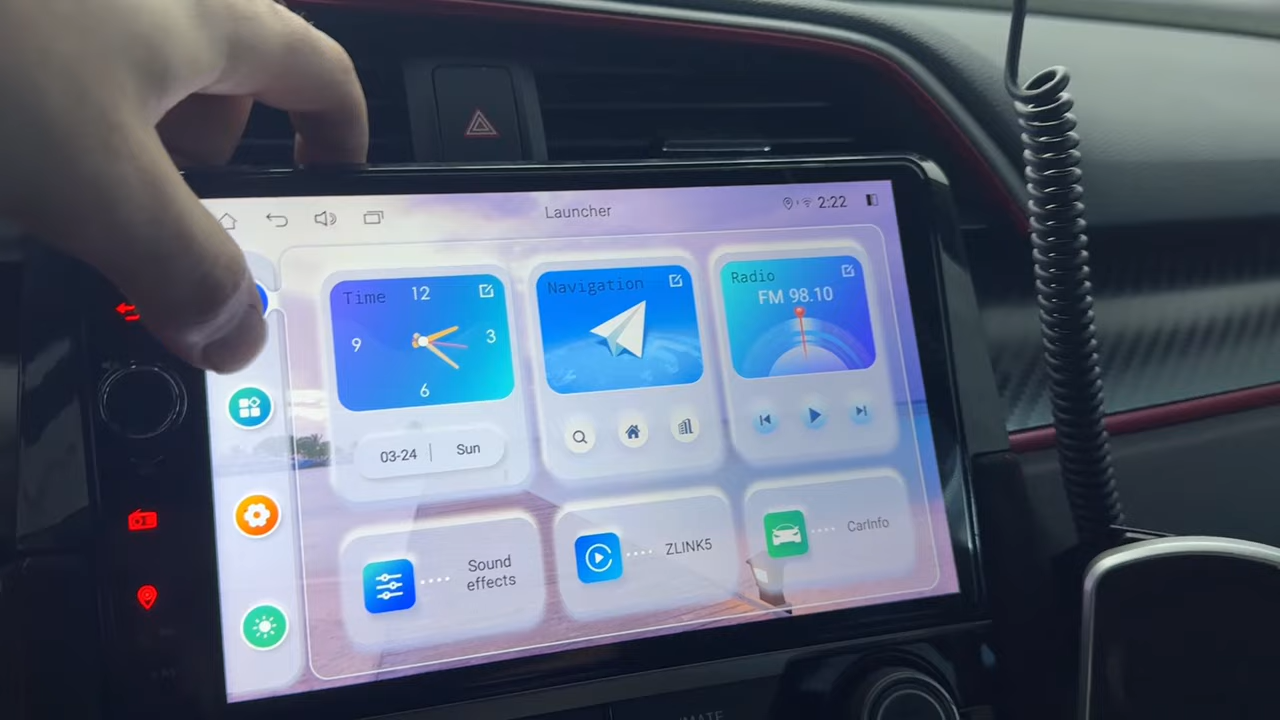 Launcher
2:22
Time
12
9
3
6
03-24
Sun
Navigation
Radio
FM 98.10
Sound
effects
ZLINK5
CarInfo